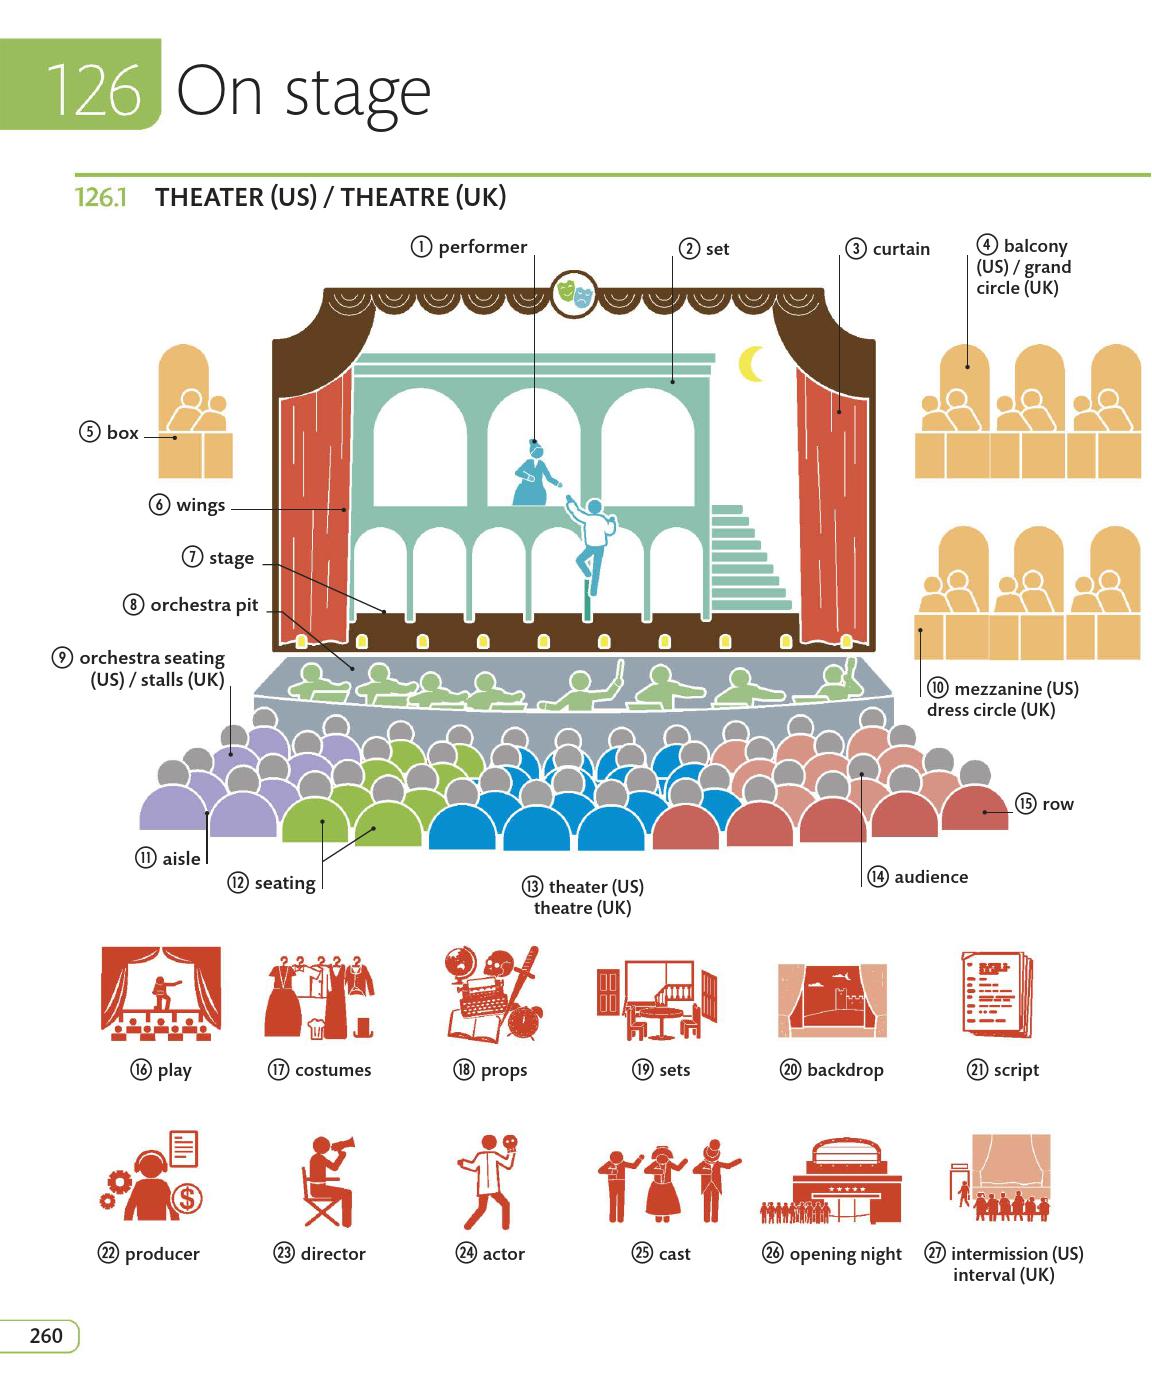 126 On stage
126.1 THEATER (US) / THEATRE (UK)
① performer
② set
③ curtain
④ balcony
(US) / grand
circle (UK)
⑤ box
⑥ wings
⑦ stage
⑧ orchestra pit
⑨ orchestra seating
(US) / stalls (UK)
⑩ mezzanine (US)
dress circle (UK)
⑪ aisle
⑫ seating
⑬ theater (US)
theatre (UK)
⑭ audience
⑮ row
⑯ play
⑰ costumes
⑱ props
⑲ sets
⑳ backdrop
㉑ script
㉒ producer
$
㉓ director
㉔ actor
㉕ cast
㉖ opening night
㉗ intermission (US)
interval (UK)
260